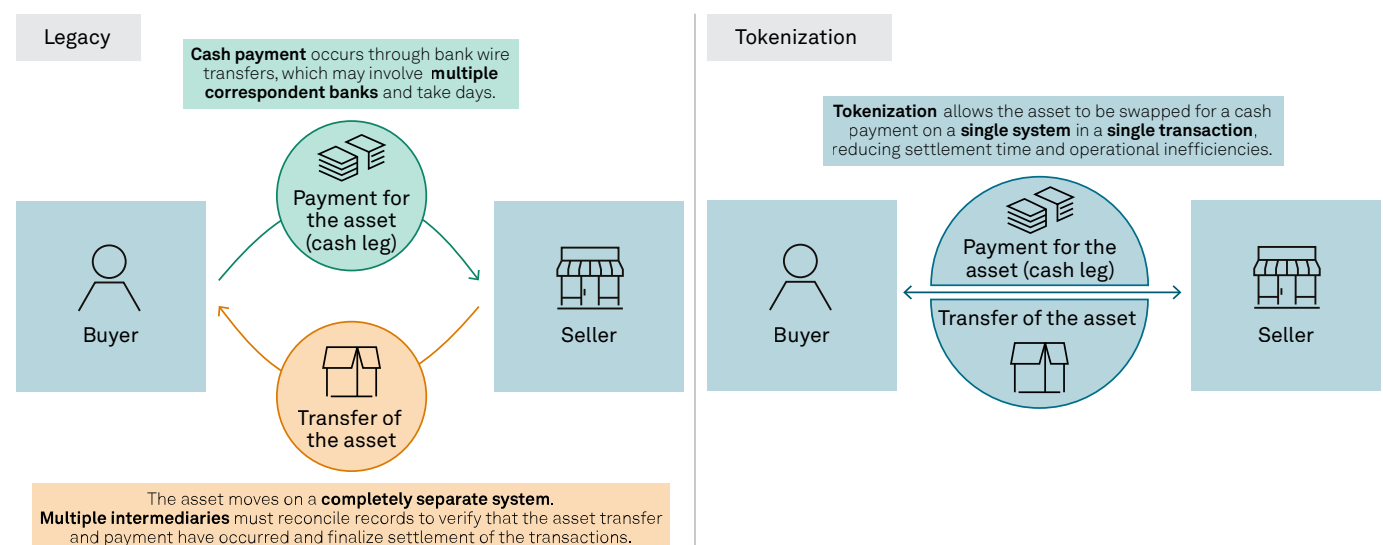 Legacy
Cash payment occurs through bank wire
transfers, which may involve multiple
correspondent banks and take days.
Payment for
the asset
(cash leg)
Buyer
Seller
Transfer of
the asset
The asset moves on a completely separate system.
Multiple intermediaries must reconcile records to verify that the asset transfer
and payment have occurred and finalize settlement of the transactions.
Tokenization
Tokenization allows the asset to be swapped for a cash
payment on a single system in a single transaction,
reducing settlement time and operational inefficiencies.
Payment for the
asset (cash leg)
Buyer
Transfer of the asset
Seller